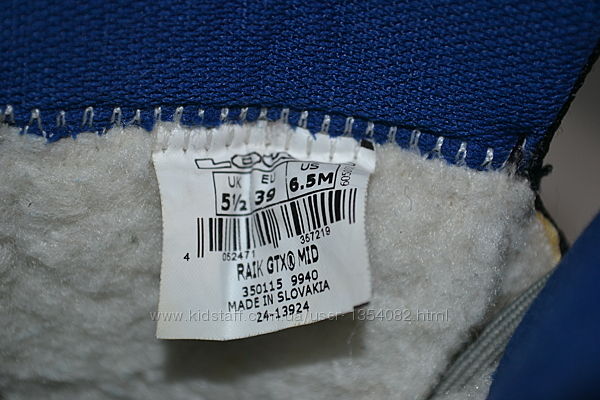 LOWA
UK EU US
5½ 39 6.5M
4 052471 357219
RAIK GTX® MID
350115 9940
MADE IN SLOVAKIA
24-13924
www.kidstaff.com.ua/user-1354082.html